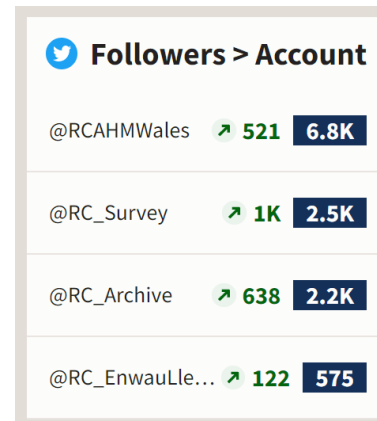 Followers > Account
@RCAHMWales 521 6.8K
@RC_Survey 1K 2.5K
@RC_Archive 638 2.2K
@RC_EnwauLle... 122 575